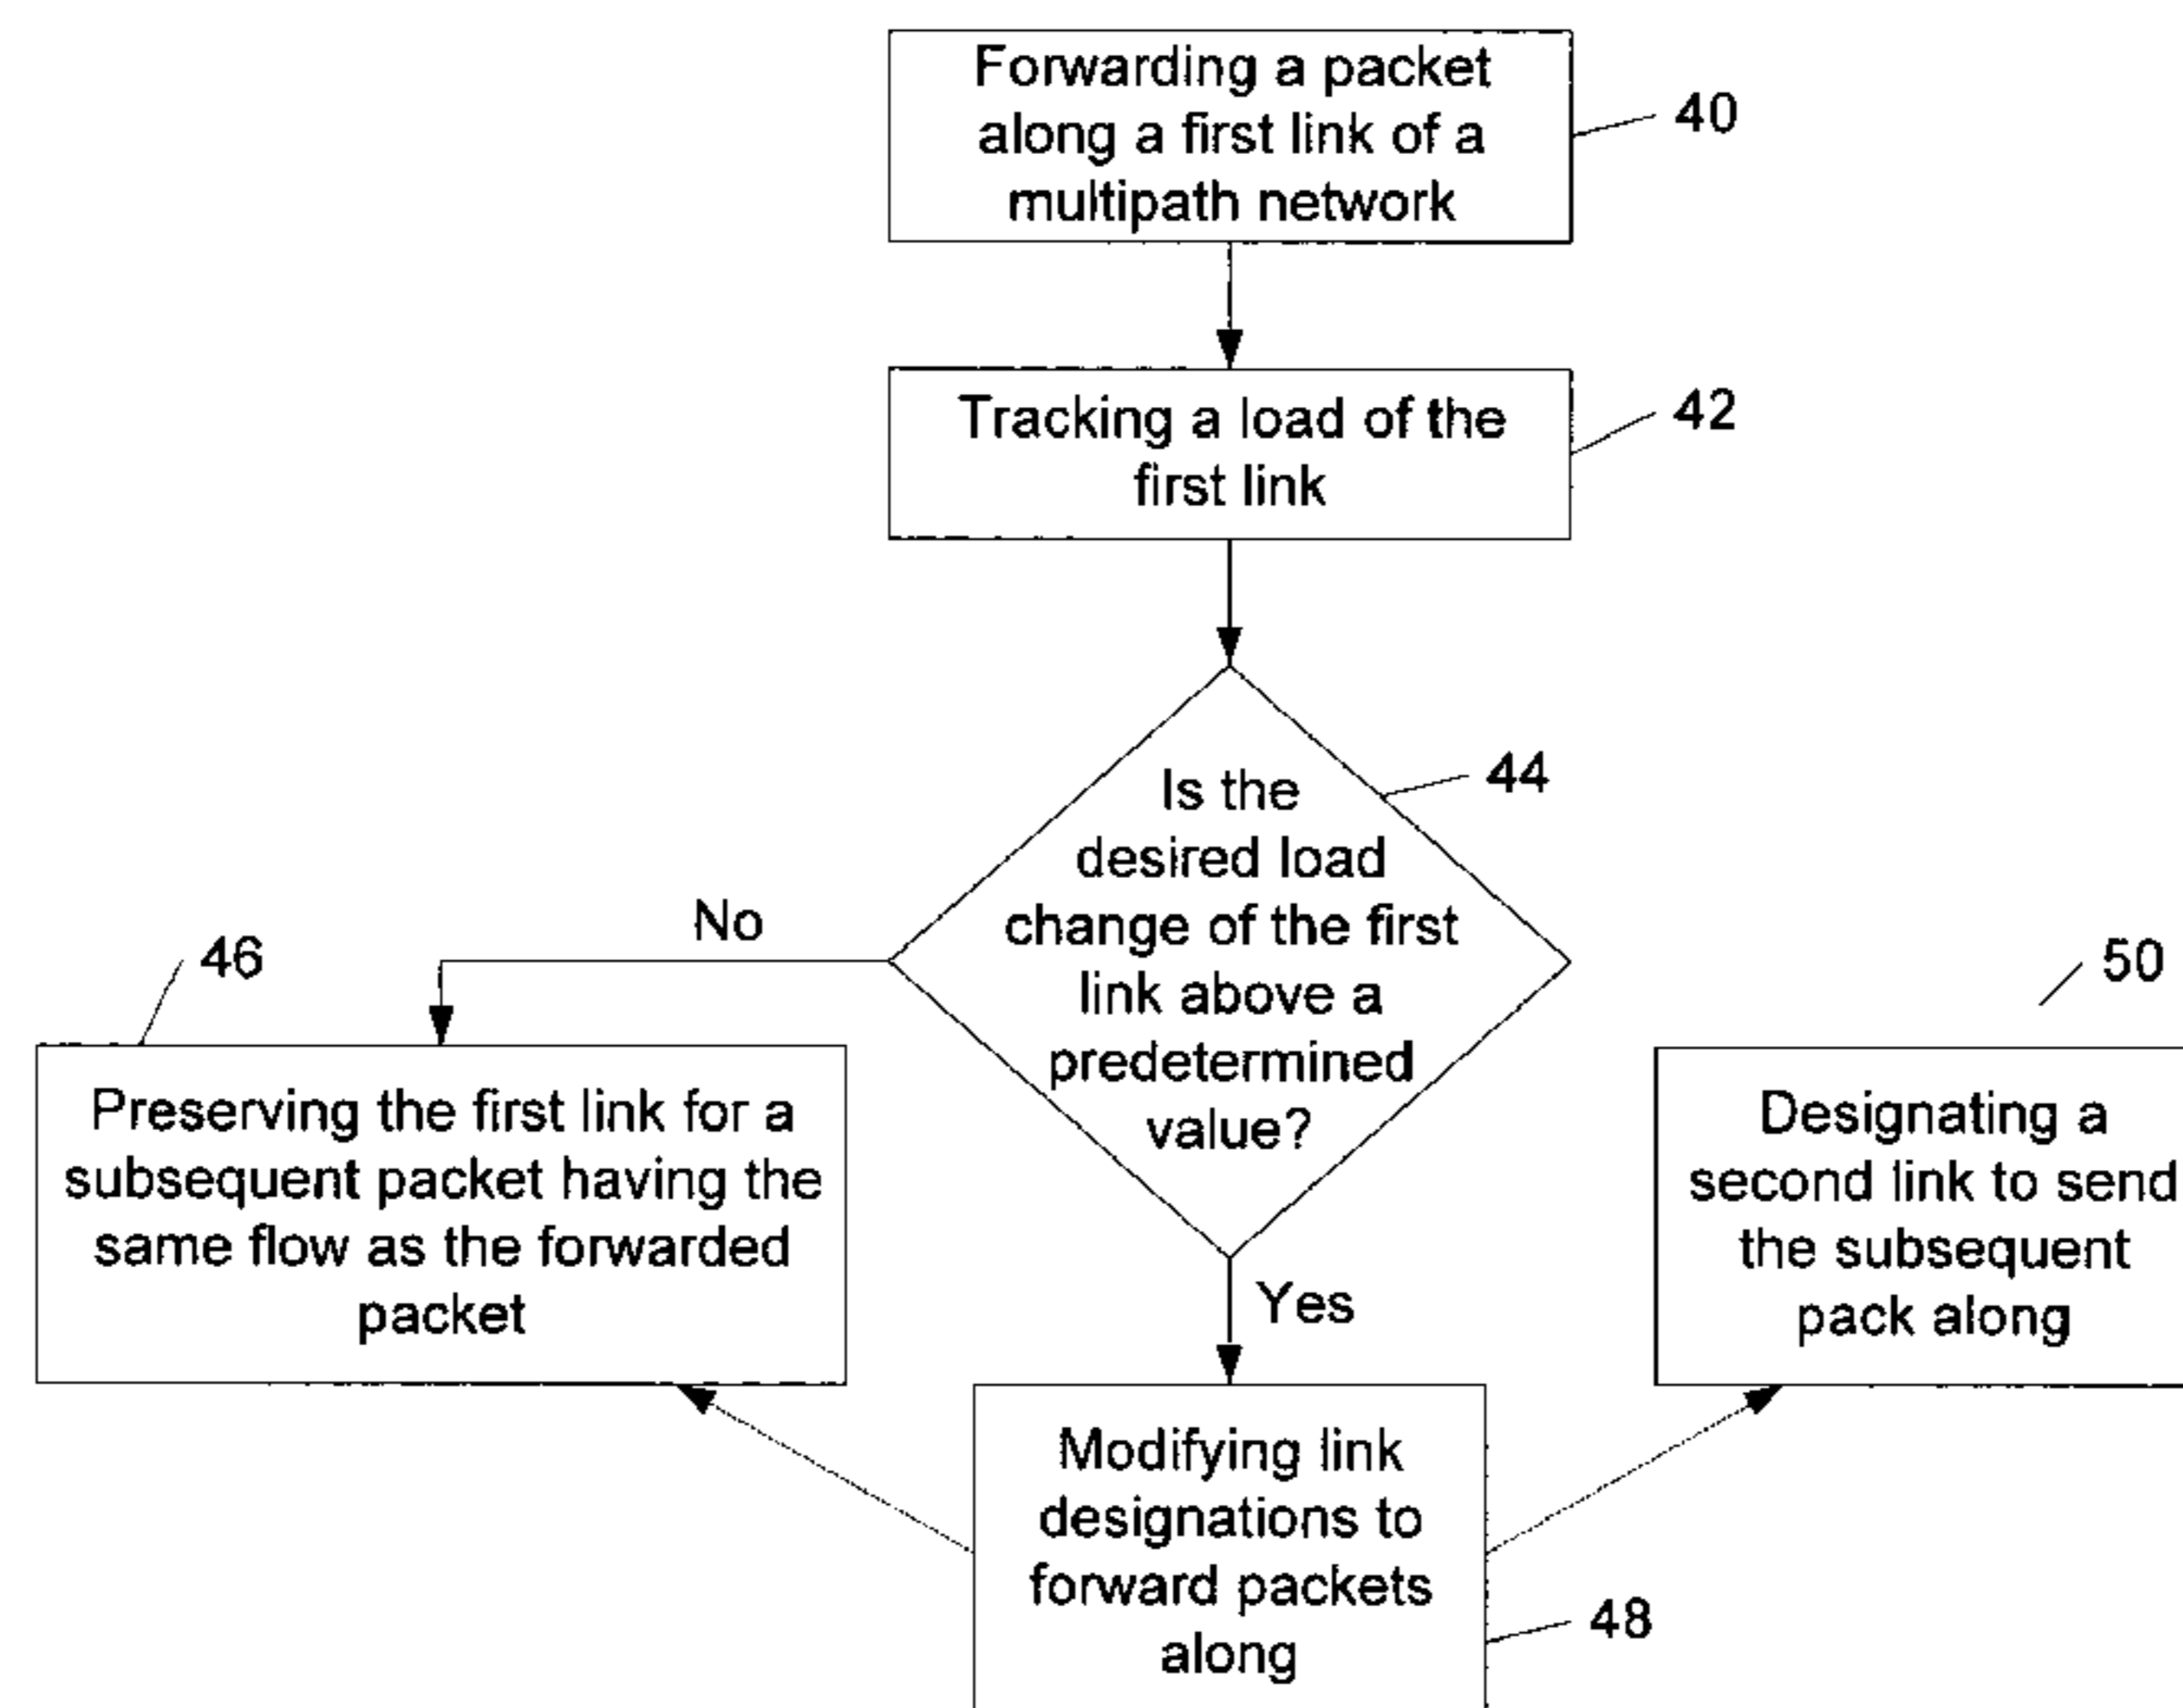 Forwarding a packet
along a first link of a
multipath network
40
Tracking a load of the
first link
42
Is the
desired load
change of the first
link above a
predetermined
value?
44
No
46
Preserving the first link for a
subsequent packet having the
same flow as the forwarded
packet
Yes
50
Designating a
second link to send
the subsequent
pack along
Modifying link
designations to
forward packets
along
48